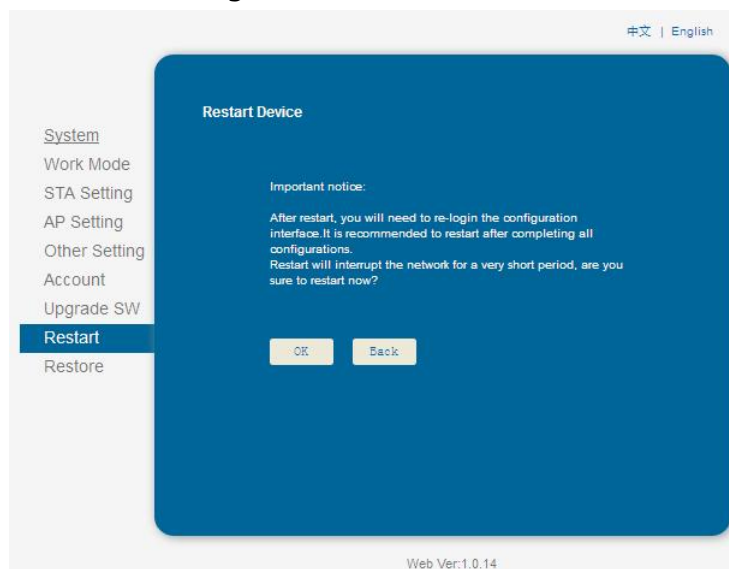 中文 | English
Restart Device
System
Work Mode
STA Setting
AP Setting
Other Setting
Account
Upgrade SW
Restart
Restore
Important notice:
After restart, you will need to re-login the configuration
interface.It is recommended to restart after completing all
configurations.
Restart will interrupt the network for a very short period, are you
sure to restart now?
OK Back
Web Ver:1.0.14